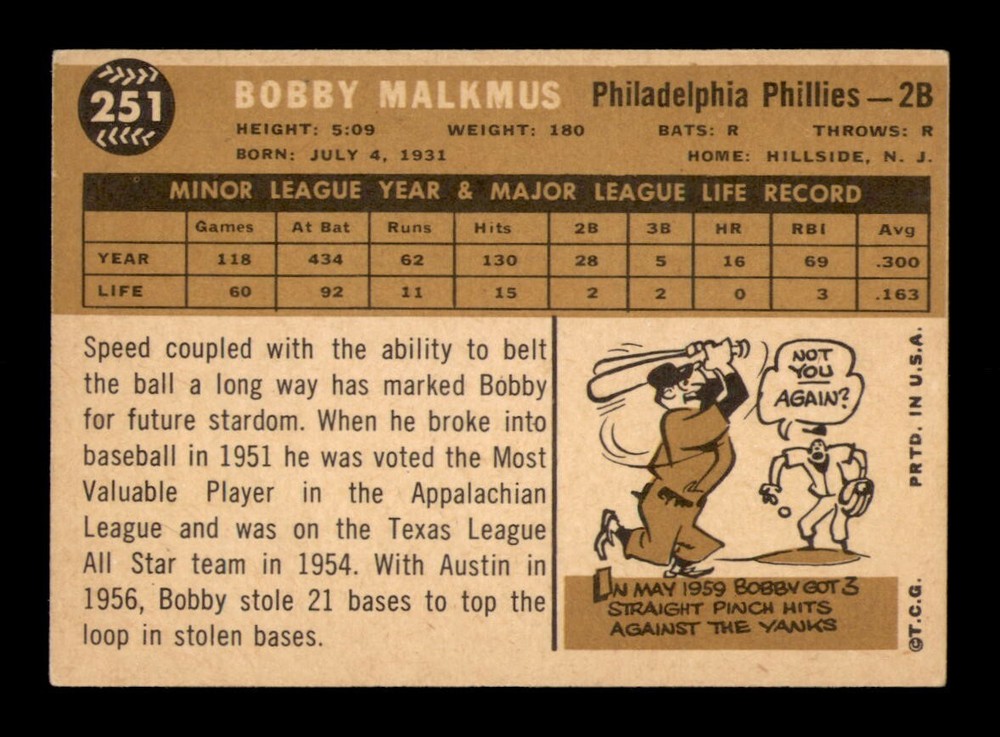 251
BOBBY MALKMUS Philadelphia Phillies — 2B
HEIGHT: 5:09 WEIGHT: 180 BATS: R THROWS: R
BORN: JULY 4, 1931 HOME: HILLSIDE, N. J.
MINOR LEAGUE YEAR & MAJOR LEAGUE LIFE RECORD
Games At Bat Runs Hits 2B 3B HR RBI Avg
YEAR 118 434 62 130 28 5 16 69 .300
LIFE 60 92 11 15 2 2 0 3 .163
Speed coupled with the ability to belt
the ball a long way has marked Bobby
for future stardom. When he broke into
baseball in 1951 he was voted the Most
Valuable Player in the Appalachian
League and was on the Texas League
All Star team in 1954. With Austin in
1956, Bobby stole 21 bases to top the
loop in stolen bases.
NOT
YOU
AGAIN?
IN MAY 1959 BOBBY GOT 3
STRAIGHT PINCH HITS
AGAINST THE YANKS
©T.C.G. PRTD. IN U.S.A.